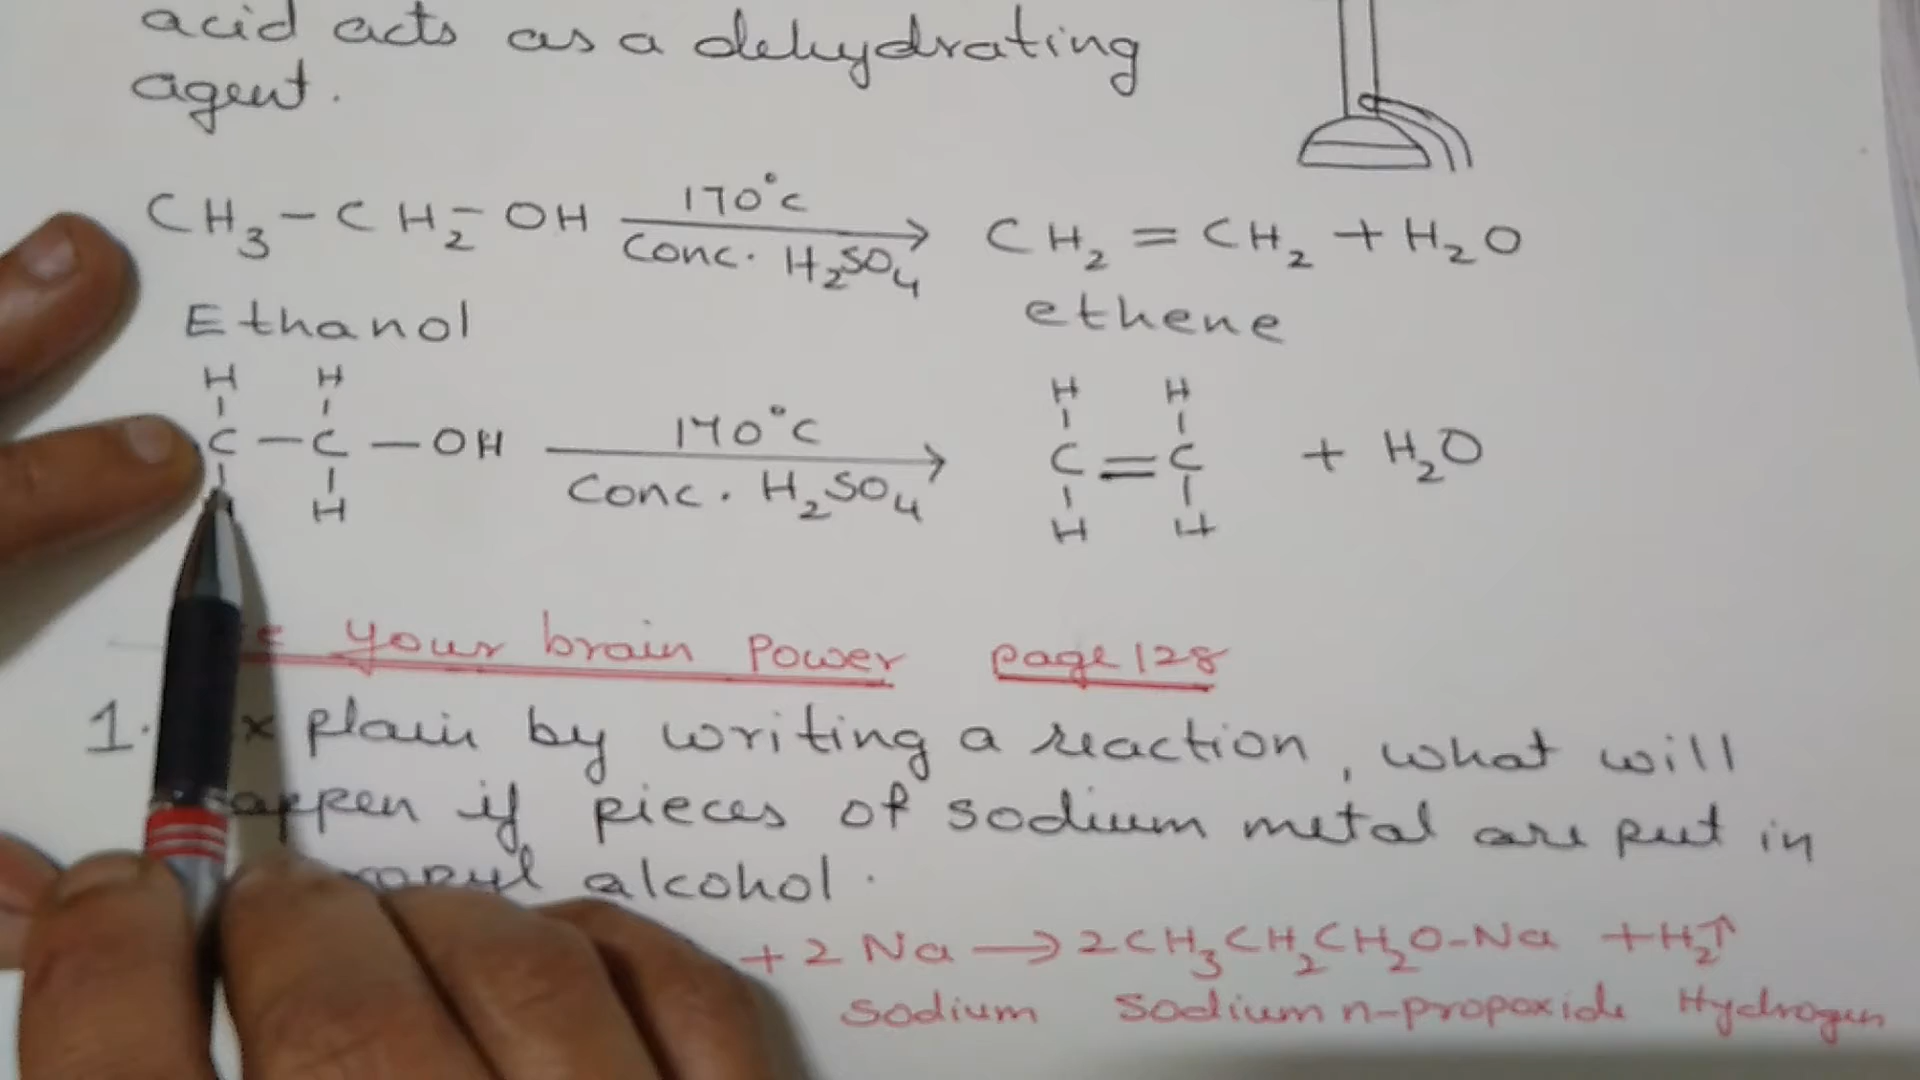 acid acts as a dehydrating
agent.
CH₃ - CH₂ - OH 170°C Conc. H₂SO₄ → CH₂ = CH₂ + H₂O
Ethanol ethene
H H H H
C - C - OH 170°C Conc. H₂SO₄ → C = C + H₂O
H H H
your brain power page 128
1. plain by writing a reaction, what will
if pieces of sodium metal are put in
alcohol.
+ 2 Na → 2CH₃CH₂CH₂O-Na + H₂↑
sodium sodium n-propoxide Hydrogen